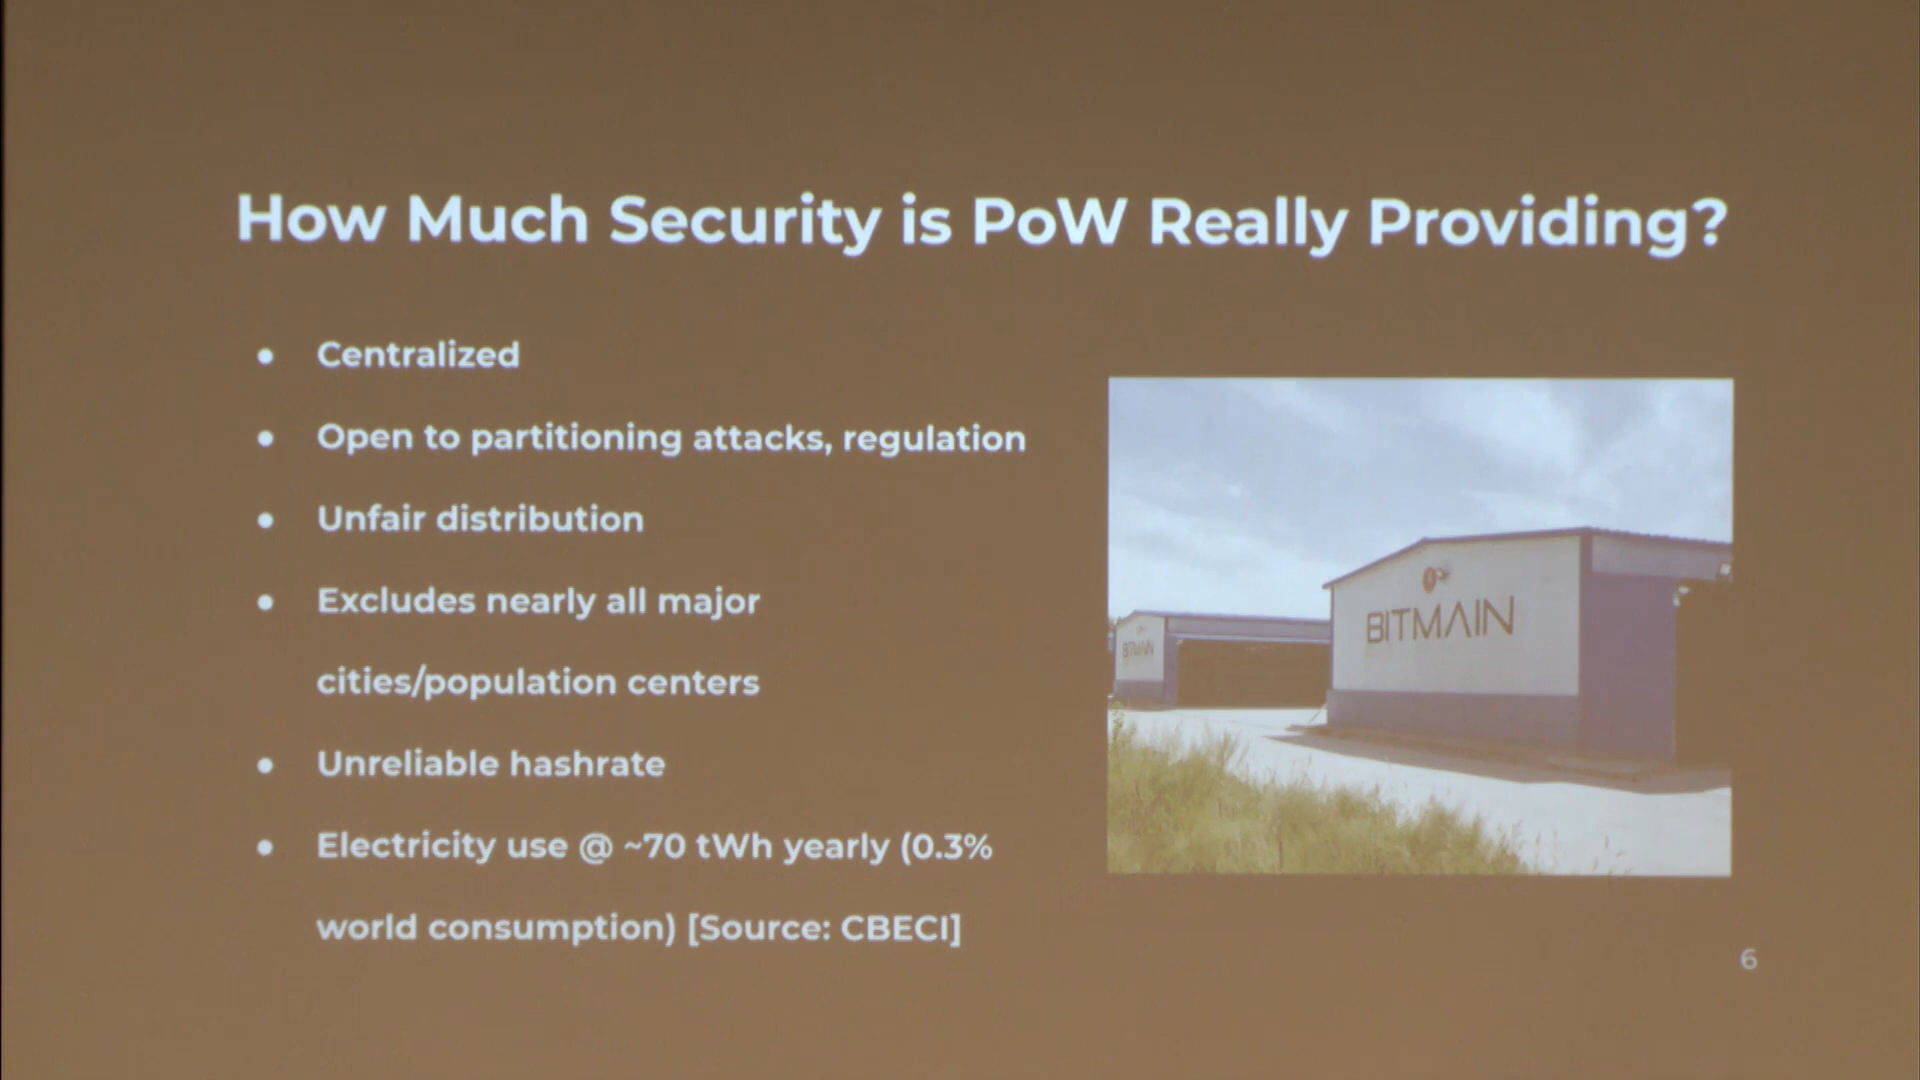 How Much Security is PoW Really Providing?
● Centralized
● Open to partitioning attacks, regulation
● Unfair distribution
● Excludes nearly all major
cities/population centers
● Unreliable hashrate
● Electricity use @ ~70 tWh yearly (0.3%
world consumption) [Source: CBECI]
BITMAIN
BITMAIN
6